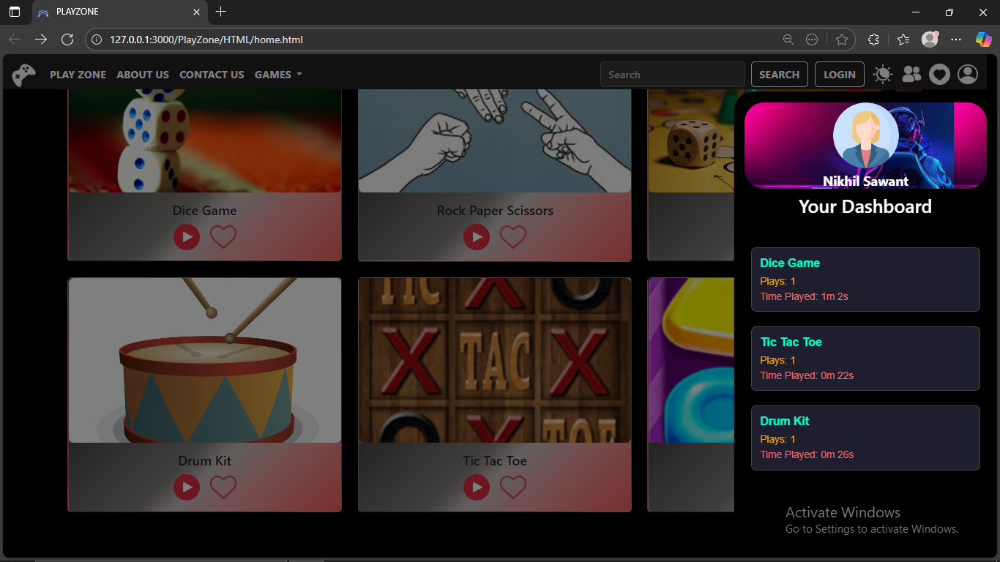 PLAYZONE
127.0.0.1:3000/PlayZone/HTML/home.html
PLAY ZONE ABOUT US CONTACT US GAMES Search SEARCH LOGIN
Nikhil Sawant
Your Dashboard
Dice Game
Rock Paper Scissors
Dice Game
Plays: 1
Time Played: 1m 2s
TIC
TAC
TOE
Tic Tac Toe
Plays: 1
Time Played: 0m 22s
Drum Kit
Plays: 1
Time Played: 0m 26s
Drum Kit
Tic Tac Toe
Activate Windows
Go to Settings to activate Windows.